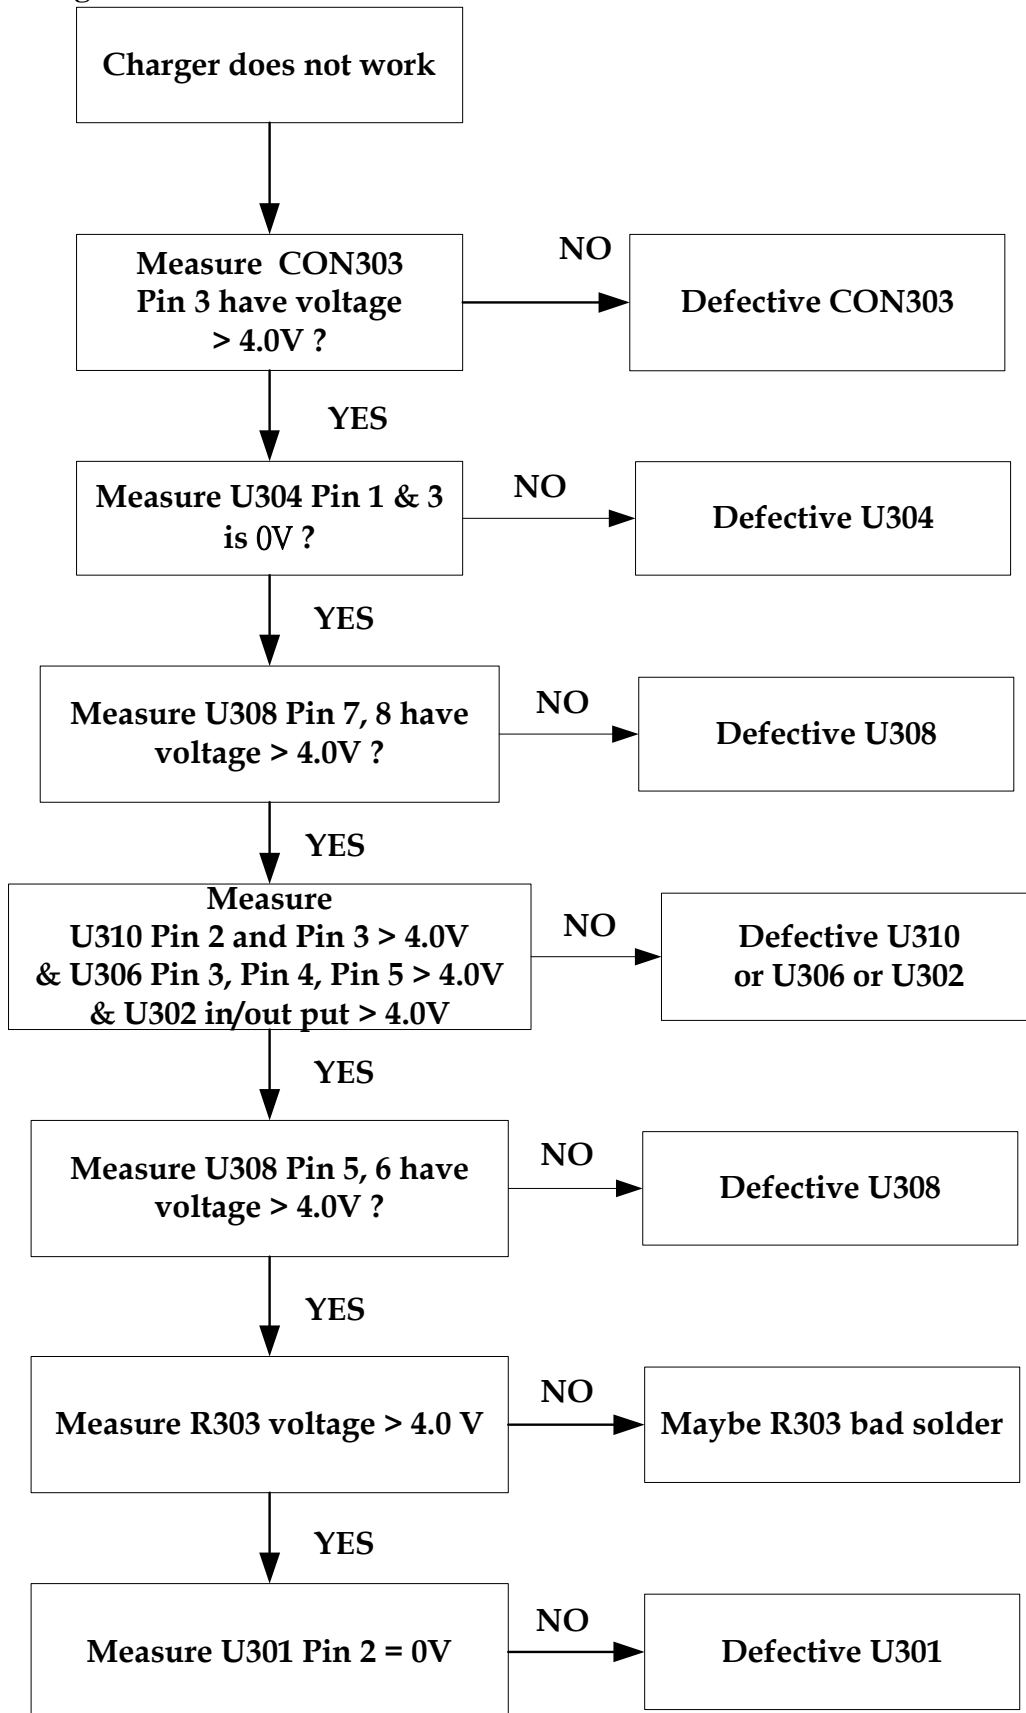 Charger does not work
Measure CON303
Pin 3 have voltage
> 4.0V ?
NO
Defective CON303
YES
Measure U304 Pin 1 & 3
is 0V ?
NO
Defective U304
YES
Measure U308 Pin 7, 8 have
voltage > 4.0V ?
NO
Defective U308
YES
Measure
U310 Pin 2 and Pin 3 > 4.0V
& U306 Pin 3, Pin 4, Pin 5 > 4.0V
& U302 in/out put > 4.0V
NO
Defective U310
or U306 or U302
YES
Measure U308 Pin 5, 6 have
voltage > 4.0V ?
NO
Defective U308
YES
Measure R303 voltage > 4.0 V
NO
Maybe R303 bad solder
YES
Measure U301 Pin 2 = 0V
NO
Defective U301